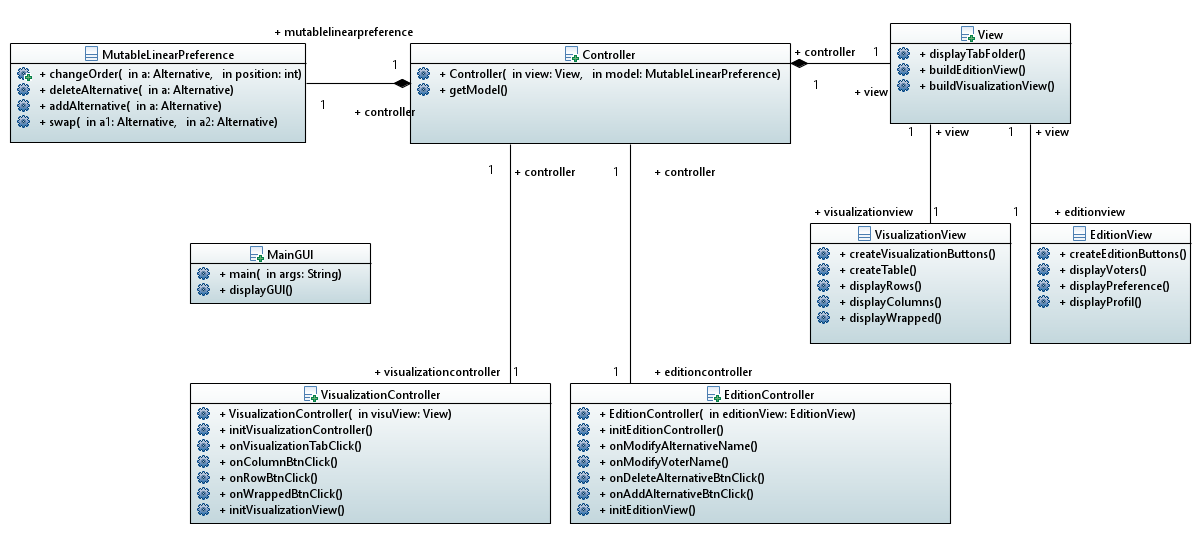 + mutablelinearpreference
MutableLinearPreference
+ changeOrder( in a: Alternative, in position: int)
+ deleteAlternative( in a: Alternative)
+ addAlternative( in a: Alternative)
+ swap( in a1: Alternative, in a2: Alternative)
1
1
+ controller
Controller
+ Controller( in view: View, in model: MutableLinearPreference)
+ getModel()
+ controller
1
1
+ view
View
+ displayTabFolder()
+ buildEditionView()
+ buildVisualizationView()
1
+ view
1
+ view
1
+ controller
1
+ controller
+ visualizationview
1
1
+ editionview
VisualizationView
+ createVisualizationButtons()
+ createTable()
+ displayRows()
+ displayColumns()
+ displayWrapped()
EditionView
+ createEditionButtons()
+ displayVoters()
+ displayPreference()
+ displayProfil()
MainGUI
+ main( in args: String)
+ displayGUI()
+ visualizationcontroller
1
1
+ editioncontroller
VisualizationController
+ VisualizationController( in visuView: View)
+ initVisualizationController()
+ onVisualizationTabClick()
+ onColumnBtnClick()
+ onRowBtnClick()
+ onWrappedBtnClick()
+ initVisualizationView()
EditionController
+ EditionController( in editionView: EditionView)
+ initEditionController()
+ onModifyAlternativeName()
+ onModifyVoterName()
+ onDeleteAlternativeBtnClick()
+ onAddAlternativeBtnClick()
+ initEditionView()